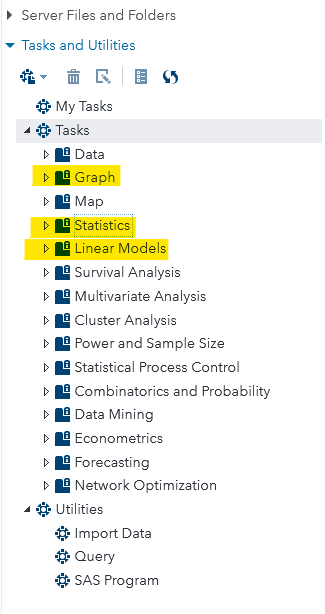 Server Files and Folders
Tasks and Utilities
My Tasks
Tasks
Data
Graph
Map
Statistics
Linear Models
Survival Analysis
Multivariate Analysis
Cluster Analysis
Power and Sample Size
Statistical Process Control
Combinatorics and Probability
Data Mining
Econometrics
Forecasting
Network Optimization
Utilities
Import Data
Query
SAS Program